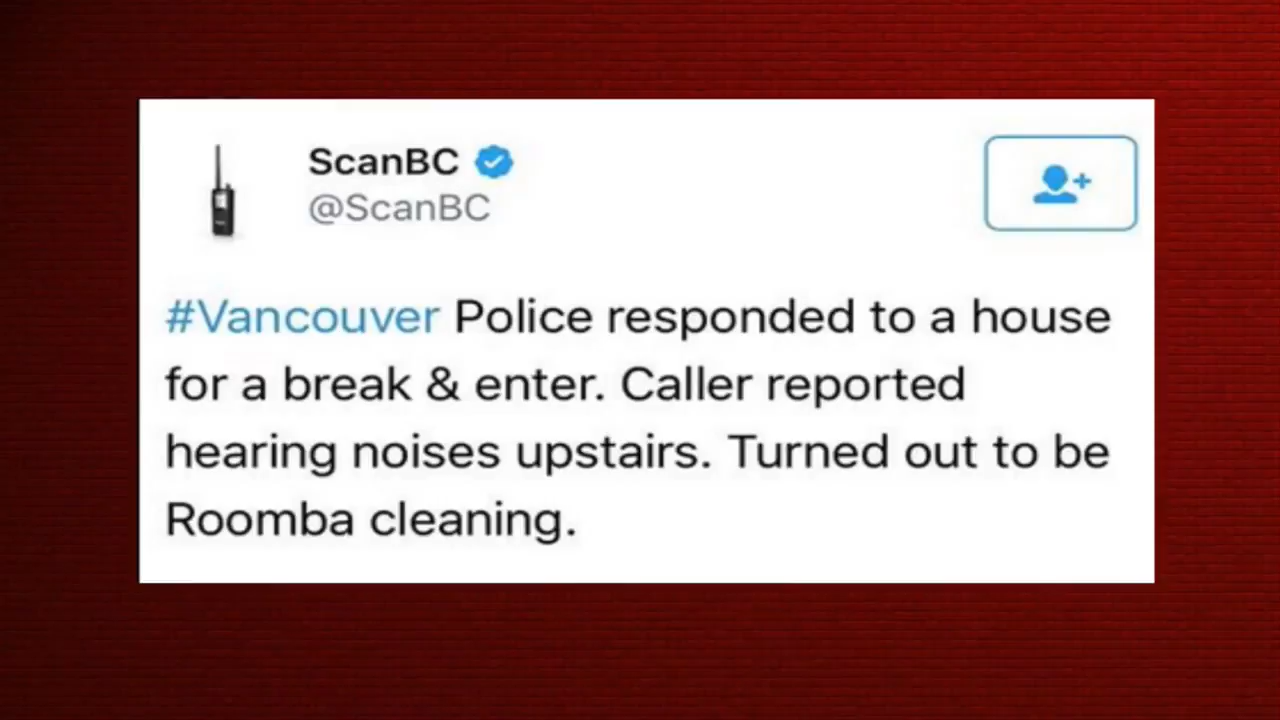 ScanBC
@ScanBC
#Vancouver Police responded to a house
for a break & enter. Caller reported
hearing noises upstairs. Turned out to be
Roomba cleaning.